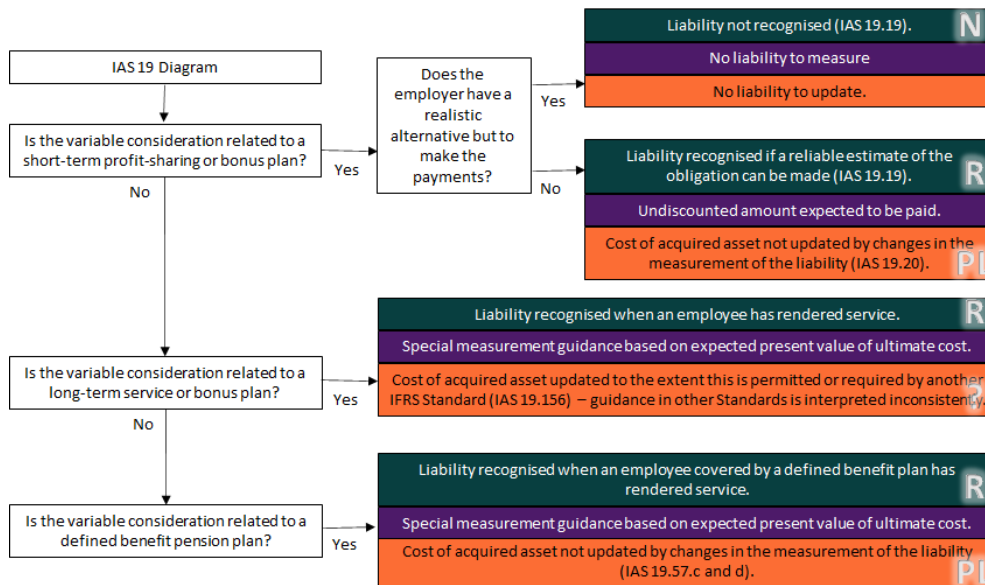 IAS 19 Diagram
Is the variable consideration related to a
short-term profit-sharing or bonus plan?
Yes
No
Does the
employer have a
realistic
alternative but to
make the
payments?
Yes
No
Liability not recognised (IAS 19.19).
N
No liability to measure
No liability to update.
Liability recognised if a reliable estimate of the
obligation can be made (IAS 19.19).
R
Undiscounted amount expected to be paid.
Cost of acquired asset not updated by changes in the
measurement of the liability (IAS 19.20).
PL
Is the variable consideration related to a
long-term service or bonus plan?
Yes
No
Liability recognised when an employee has rendered service.
R
Special measurement guidance based on expected present value of ultimate cost.
Cost of acquired asset updated to the extent this is permitted or required by another
IFRS Standard (IAS 19.156) – guidance in other Standards is interpreted inconsistently.
?
Is the variable consideration related to a
defined benefit pension plan?
Yes
Liability recognised when an employee covered by a defined benefit plan has
rendered service.
R
Special measurement guidance based on expected present value of ultimate cost.
Cost of acquired asset not updated by changes in the measurement of the liability
(IAS 19.57.c and d).
PL